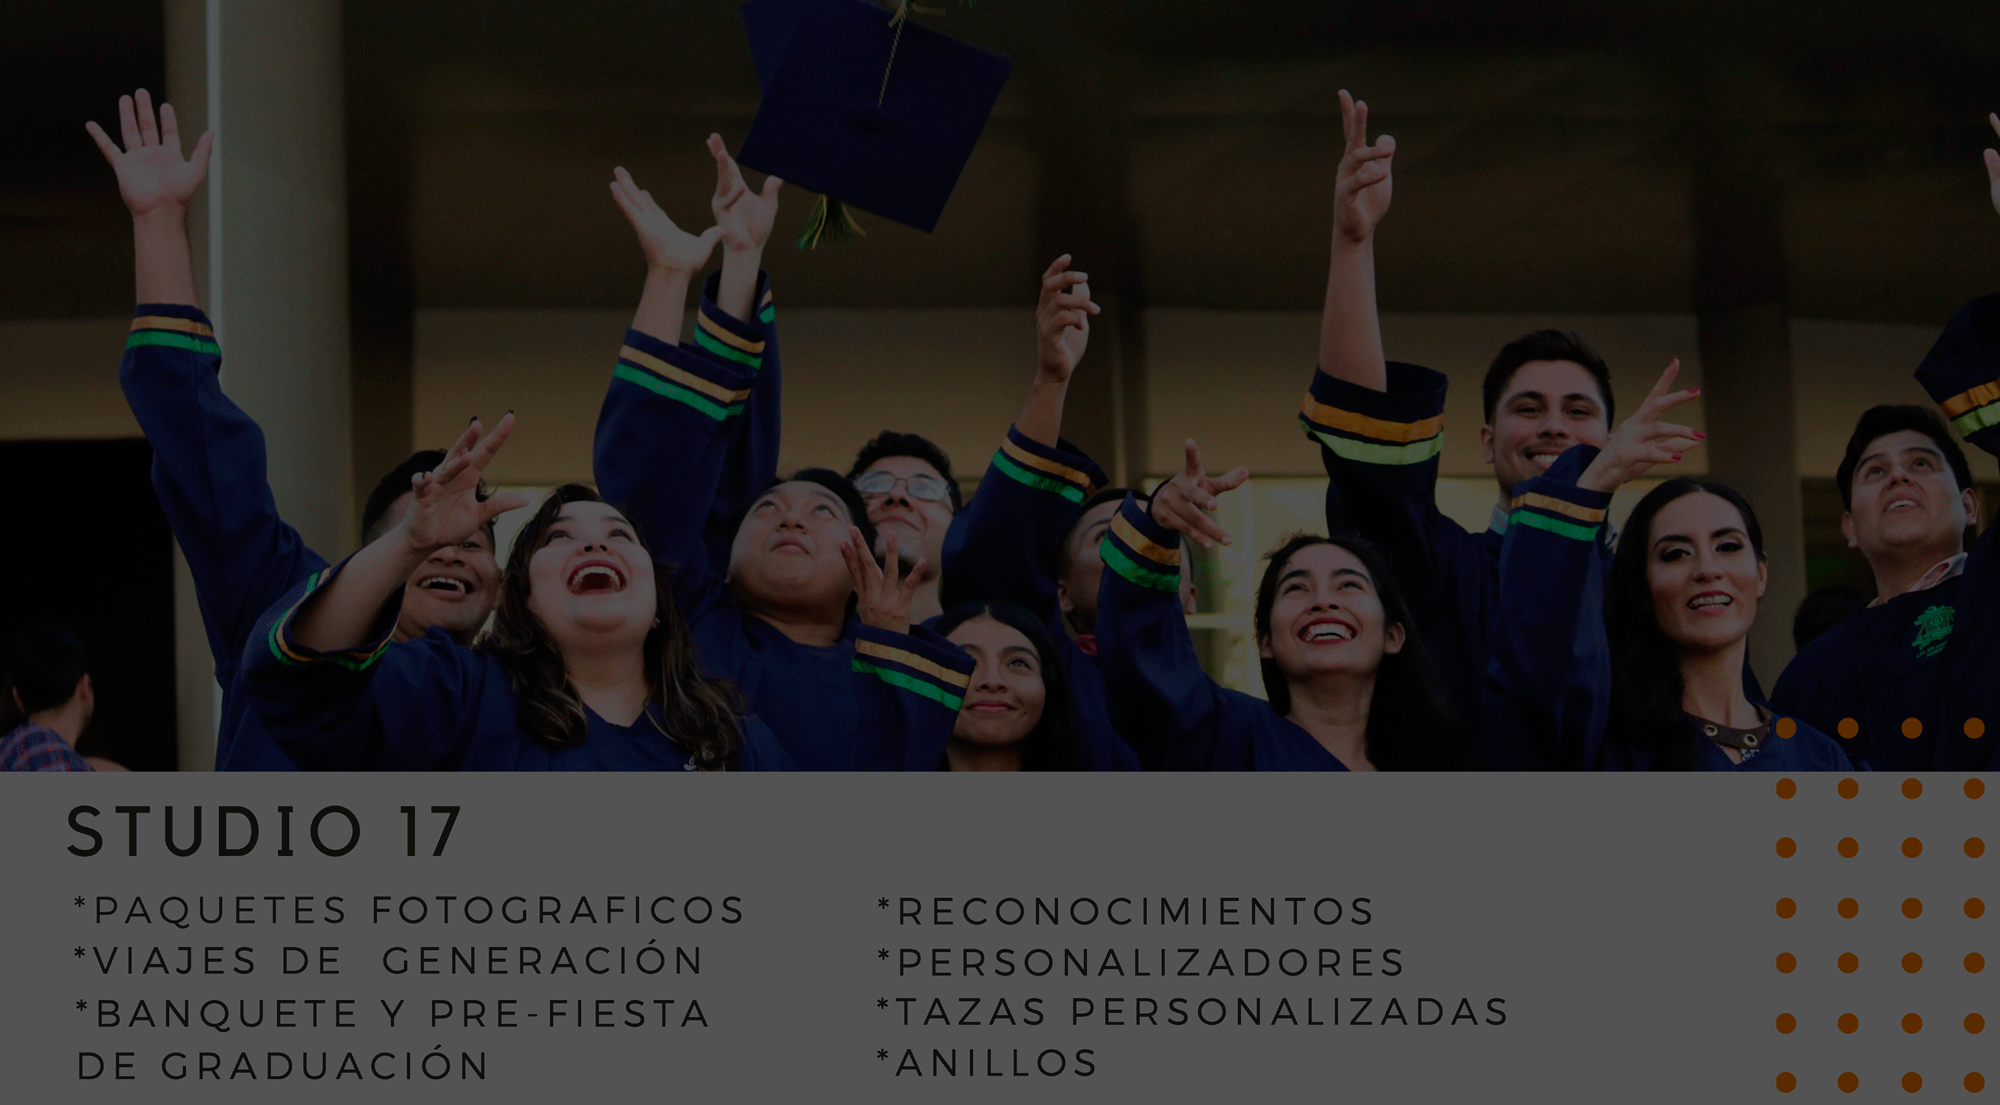 STUDIO 17
*PAQUETES FOTOGRAFICOS
*VIAJES DE GENERACIÓN
*BANQUETE Y PRE-FIESTA
DE GRADUACIÓN
*RECONOCIMIENTOS
*PERSONALIZADORES
*TAZAS PERSONALIZADAS
*ANILLOS